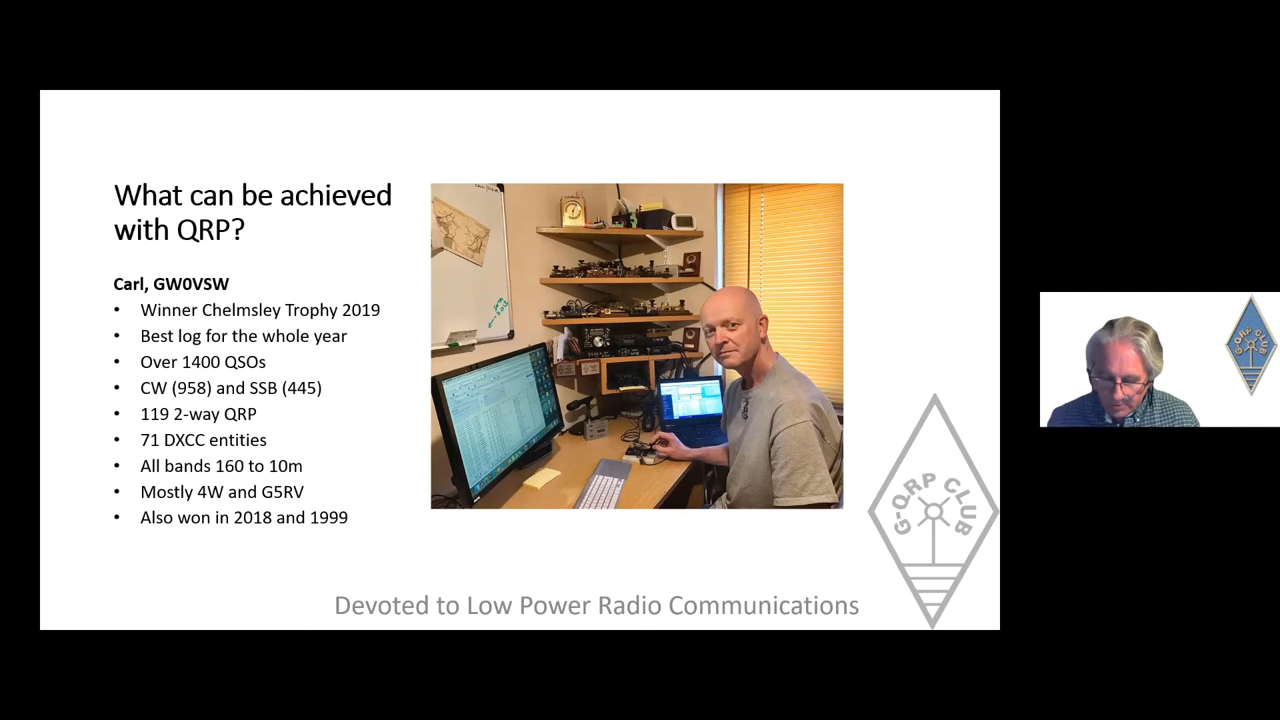 What can be achieved
with QRP?
Carl, GW0VSW
• Winner Chelmsley Trophy 2019
• Best log for the whole year
• Over 1400 QSOs
• CW (958) and SSB (445)
• 119 2-way QRP
• 71 DXCC entities
• All bands 160 to 10m
• Mostly 4W and G5RV
• Also won in 2018 and 1999
G-QRP CLUB
Devoted to Low Power Radio Communications
G-QRP CLUB